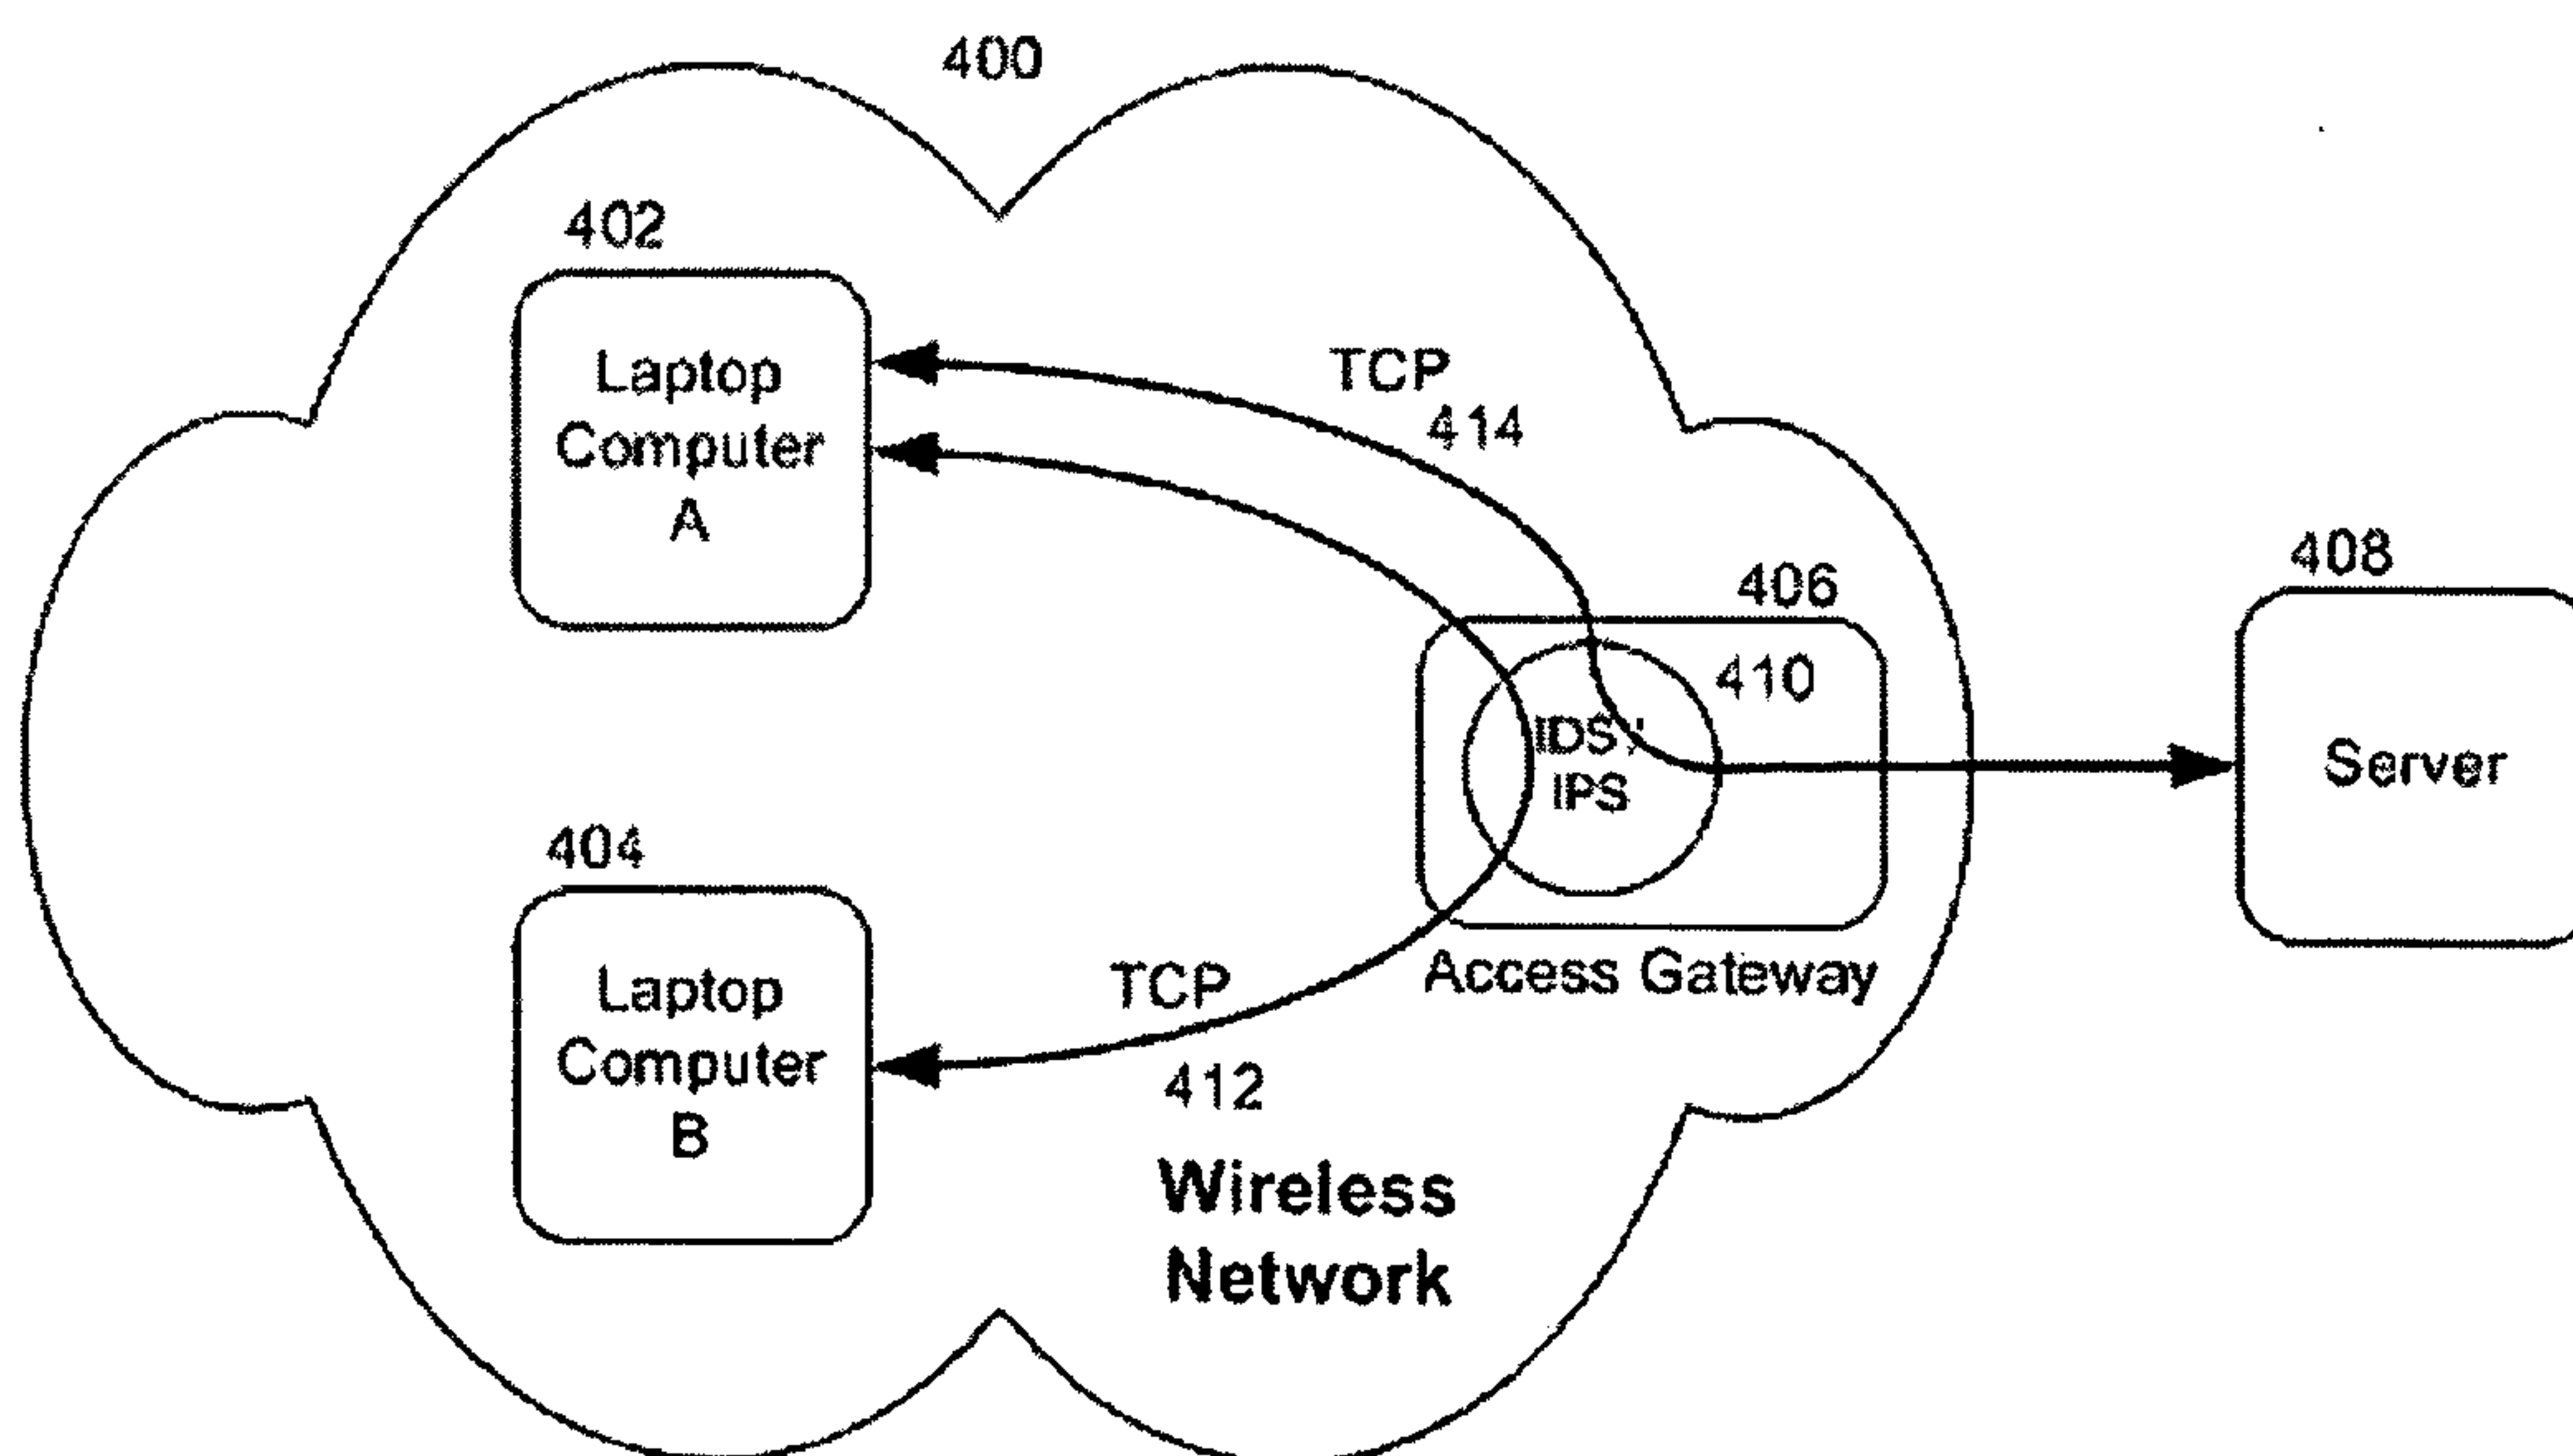 400
402
Laptop
Computer
A
TCP
414
406
410
IDS /
IPS
408
Server
Access Gateway
404
Laptop
Computer
B
TCP
412
Wireless
Network